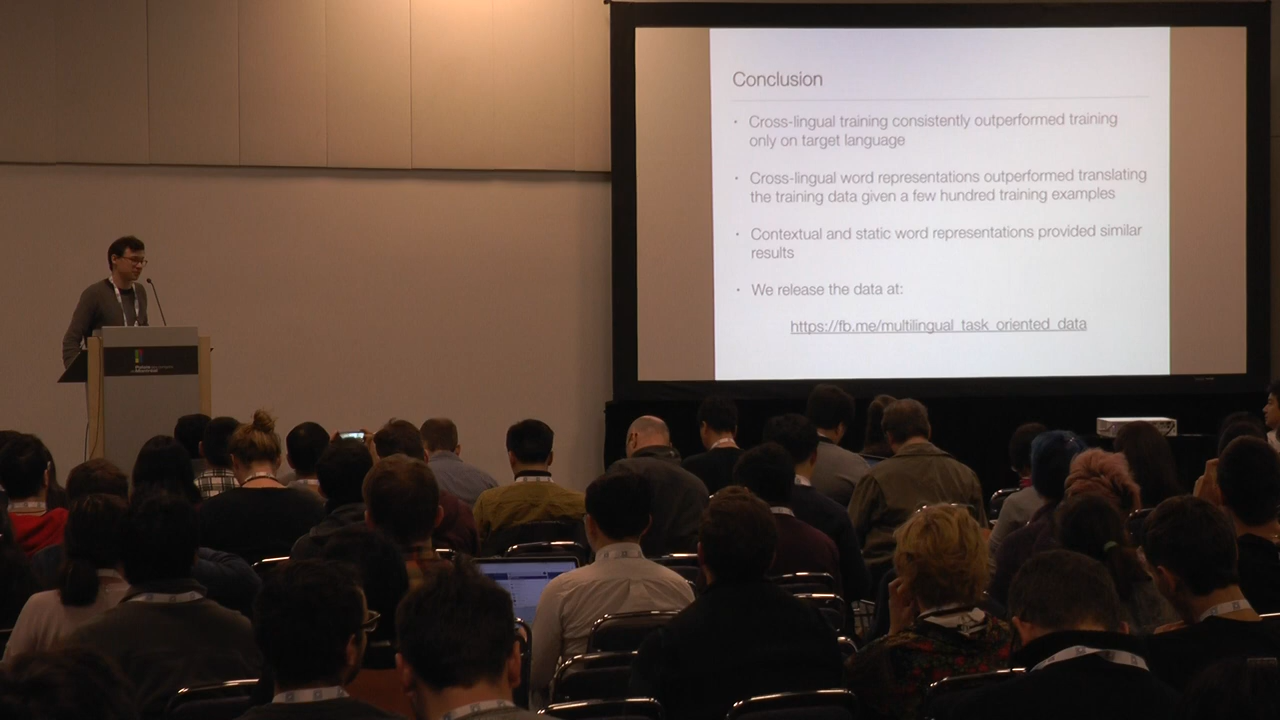 Conclusion
• Cross-lingual training consistently outperformed training
only on target language
• Cross-lingual word representations outperformed translating
the training data given a few hundred training examples
• Contextual and static word representations provided similar
results
• We release the data at:
https://fb.me/multilingual_task_oriented_data